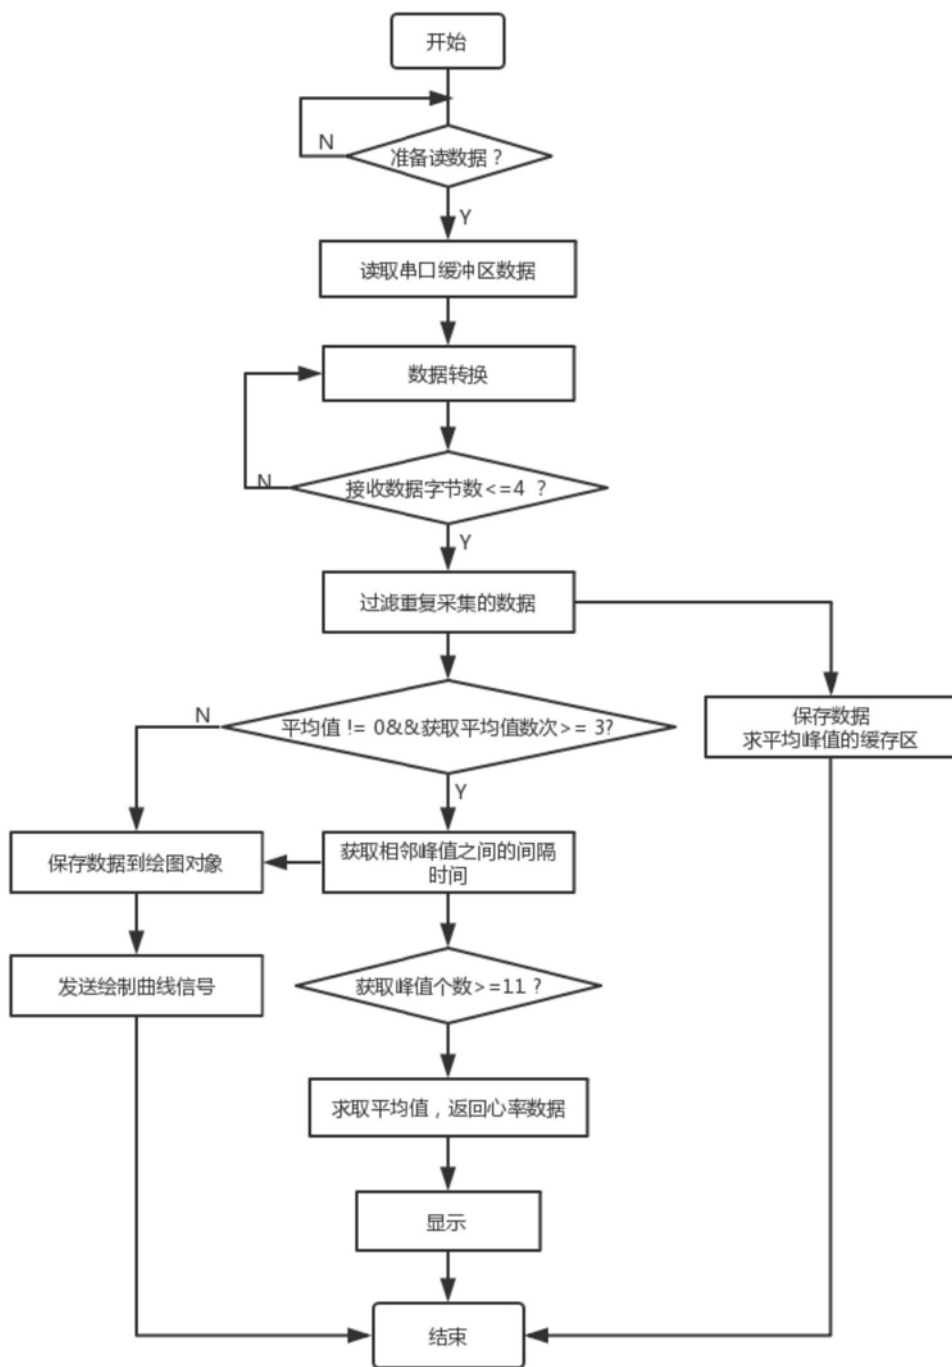 开始
N
准备读数据？
Y
读取串口缓冲区数据
数据转换
N
接收数据字节数<=4 ？
Y
过滤重复采集的数据
N
平均值 != 0&&获取平均值数次>= 3?
保存数据
求平均峰值的缓存区
Y
保存数据到绘图对象
获取相邻峰值之间的间隔
时间
发送绘制曲线信号
获取峰值个数>=11？
求取平均值，返回心率数据
显示
结束